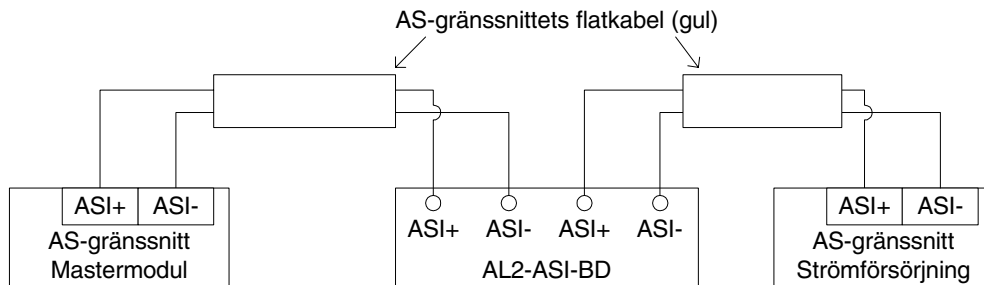 AS-gränssnittets flatkabel (gul)
ASI+ ASI-
AS-gränssnitt
Mastermodul
ASI+ ASI- ASI+ ASI-
AL2-ASI-BD
ASI+ ASI-
AS-gränssnitt
Strömförsörjning